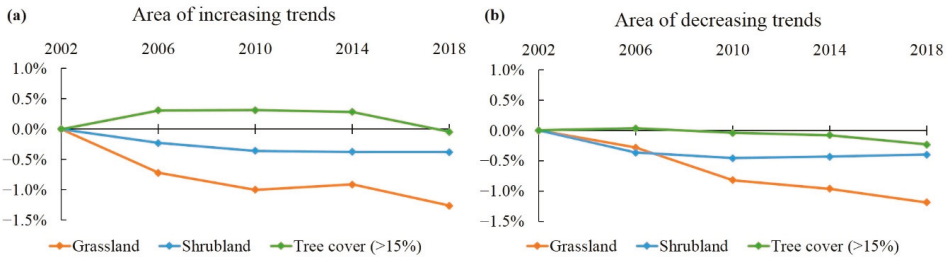 (a) Area of increasing trends
2002 2006 2010 2014 2018
1.0%
0.5%
0.0%
−0.5%
−1.0%
−1.5%
Grassland Shrubland Tree cover (>15%)
(b) Area of decreasing trends
2002 2006 2010 2014 2018
1.0%
0.5%
0.0%
−0.5%
−1.0%
−1.5%
Grassland Shrubland Tree cover (>15%)